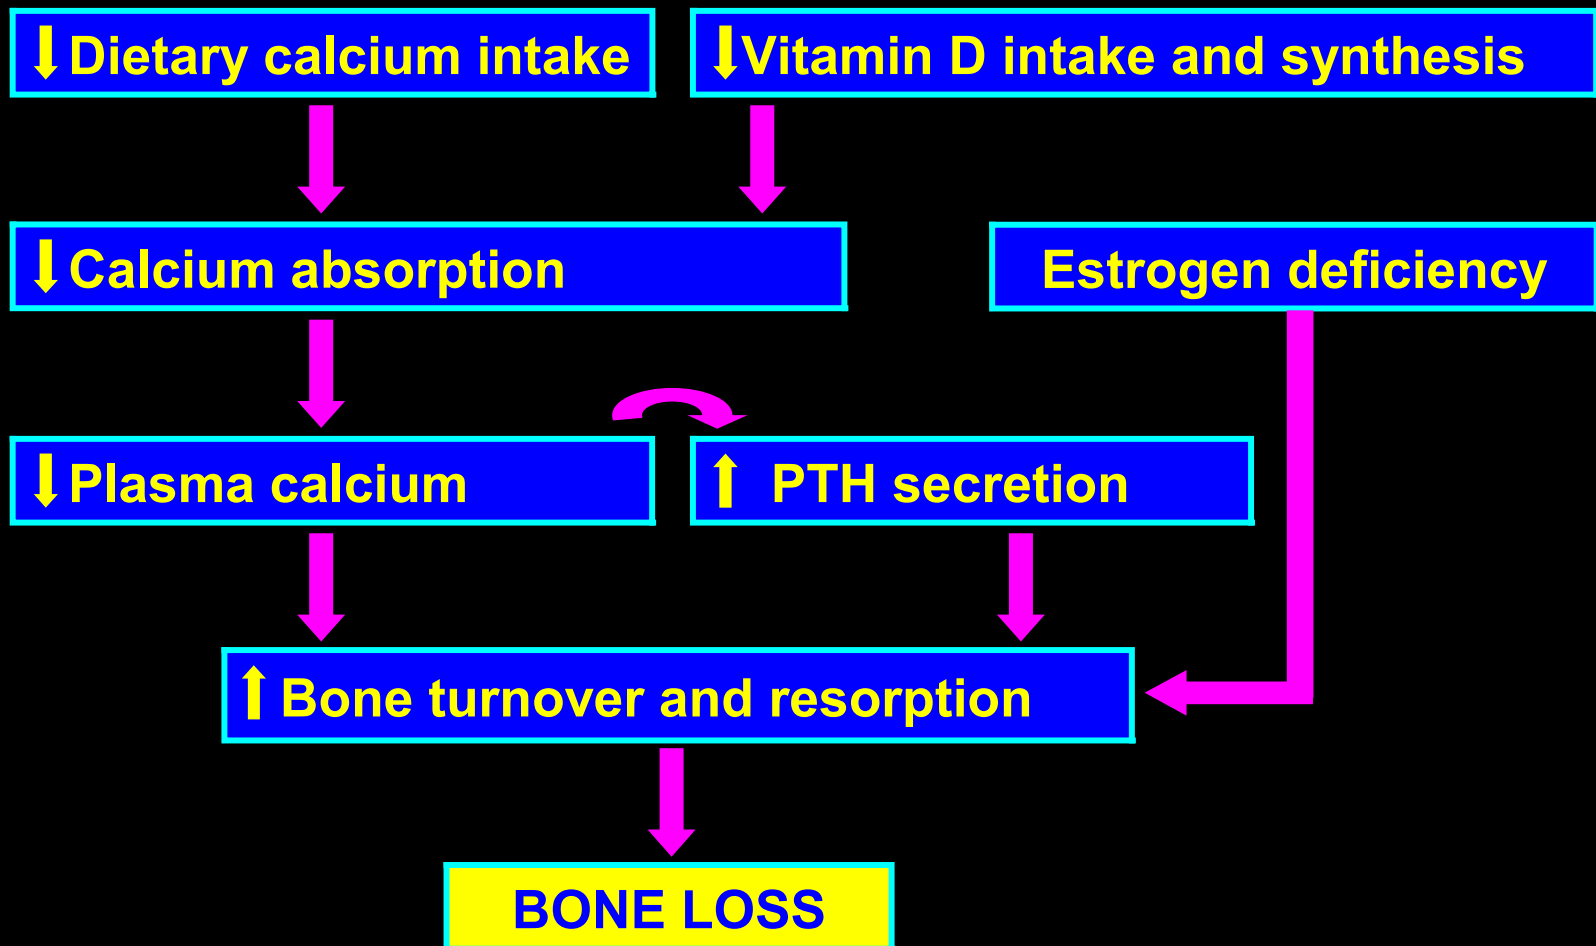 ↓ Dietary calcium intake
↓ Vitamin D intake and synthesis
↓ Calcium absorption
Estrogen deficiency
↓ Plasma calcium
↑ PTH secretion
↑ Bone turnover and resorption
BONE LOSS